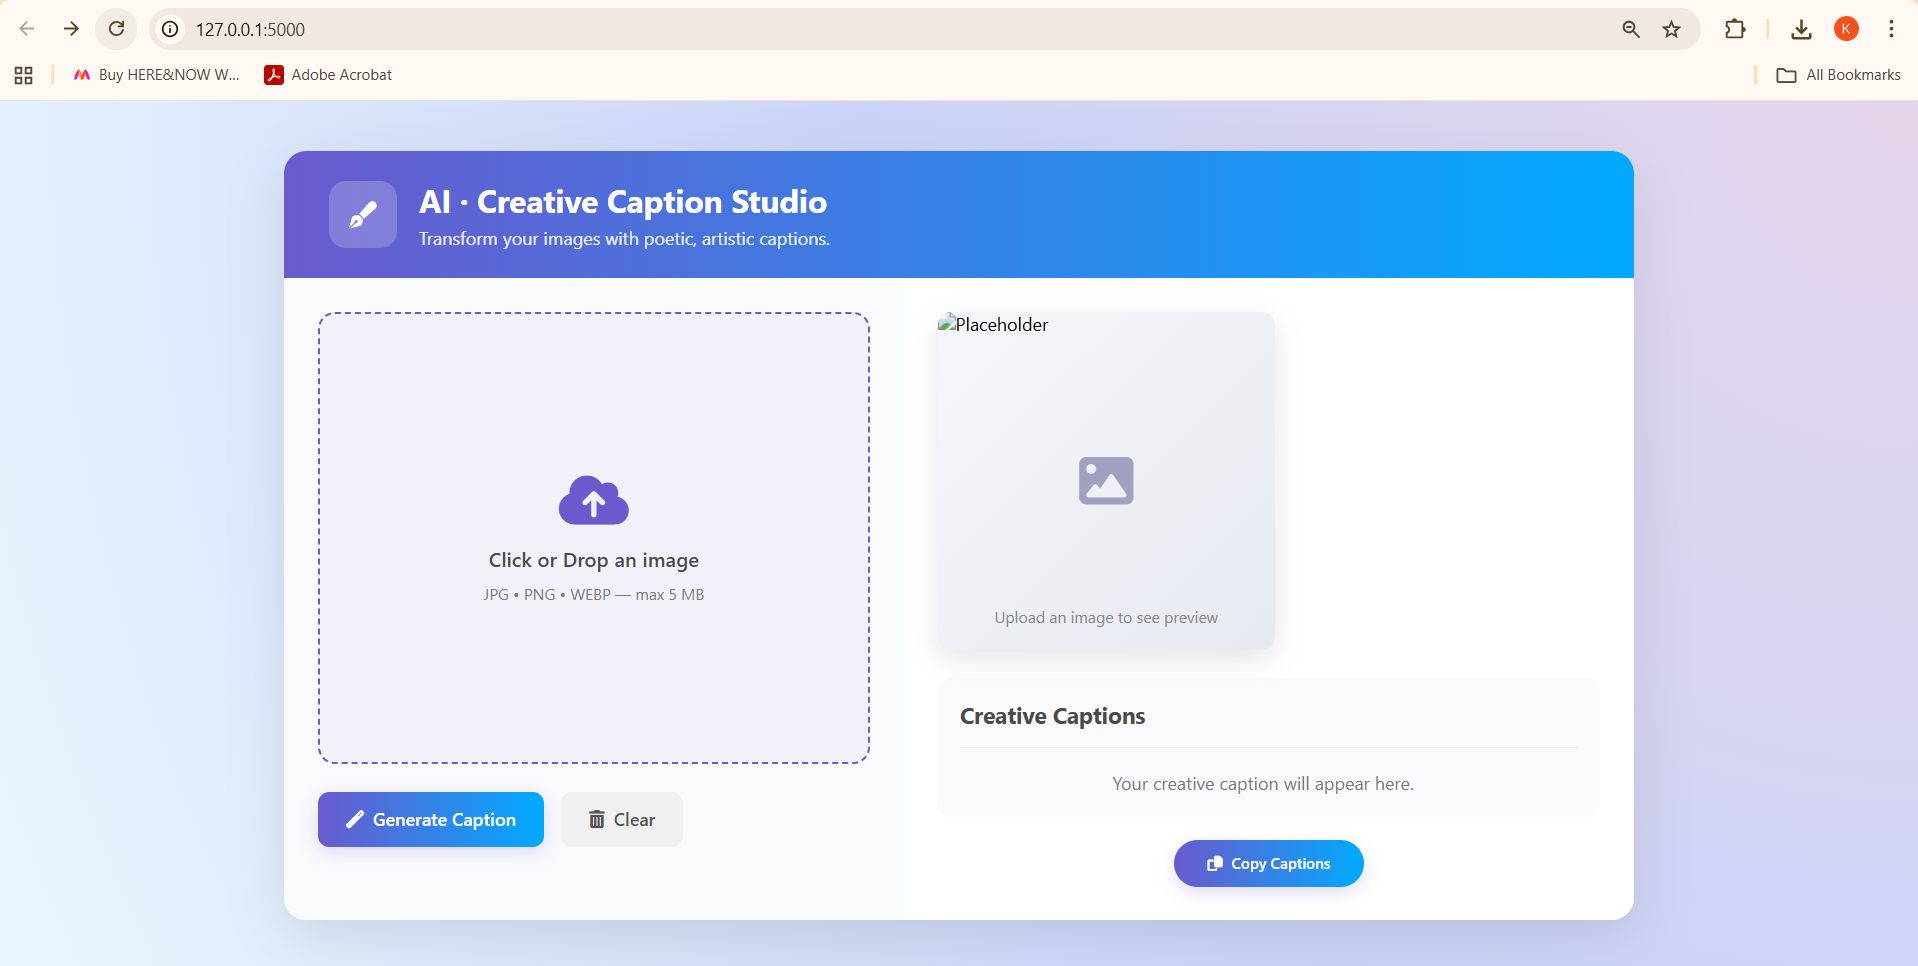 127.0.0.1:5000
K
Buy HERE&NOW W...
Adobe Acrobat
All Bookmarks
AI · Creative Caption Studio
Transform your images with poetic, artistic captions.
Click or Drop an image
JPG • PNG • WEBP — max 5 MB
Generate Caption
Clear
Placeholder
Upload an image to see preview
Creative Captions
Your creative caption will appear here.
Copy Captions